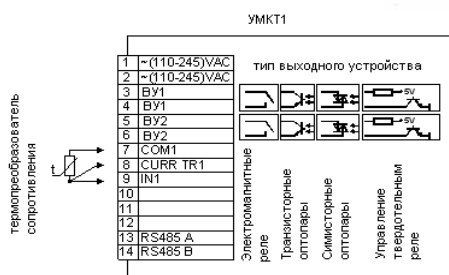 УМКТ1
1 ~(110-245)VAC
2 ~(110-245)VAC
3 ВУ1
4 ВУ1
5 ВУ2
6 ВУ2
7 COM1
8 CURR TR1
9 IN1
10
11
12
13 RS485 A
14 RS485 B
тип выходного устройства
5V
5V
термопреобразователь
сопротивления
t
Электромагнитные
реле
Транзисторные
оптопары
Симисторные
оптопары
Управление
твердотельным
реле